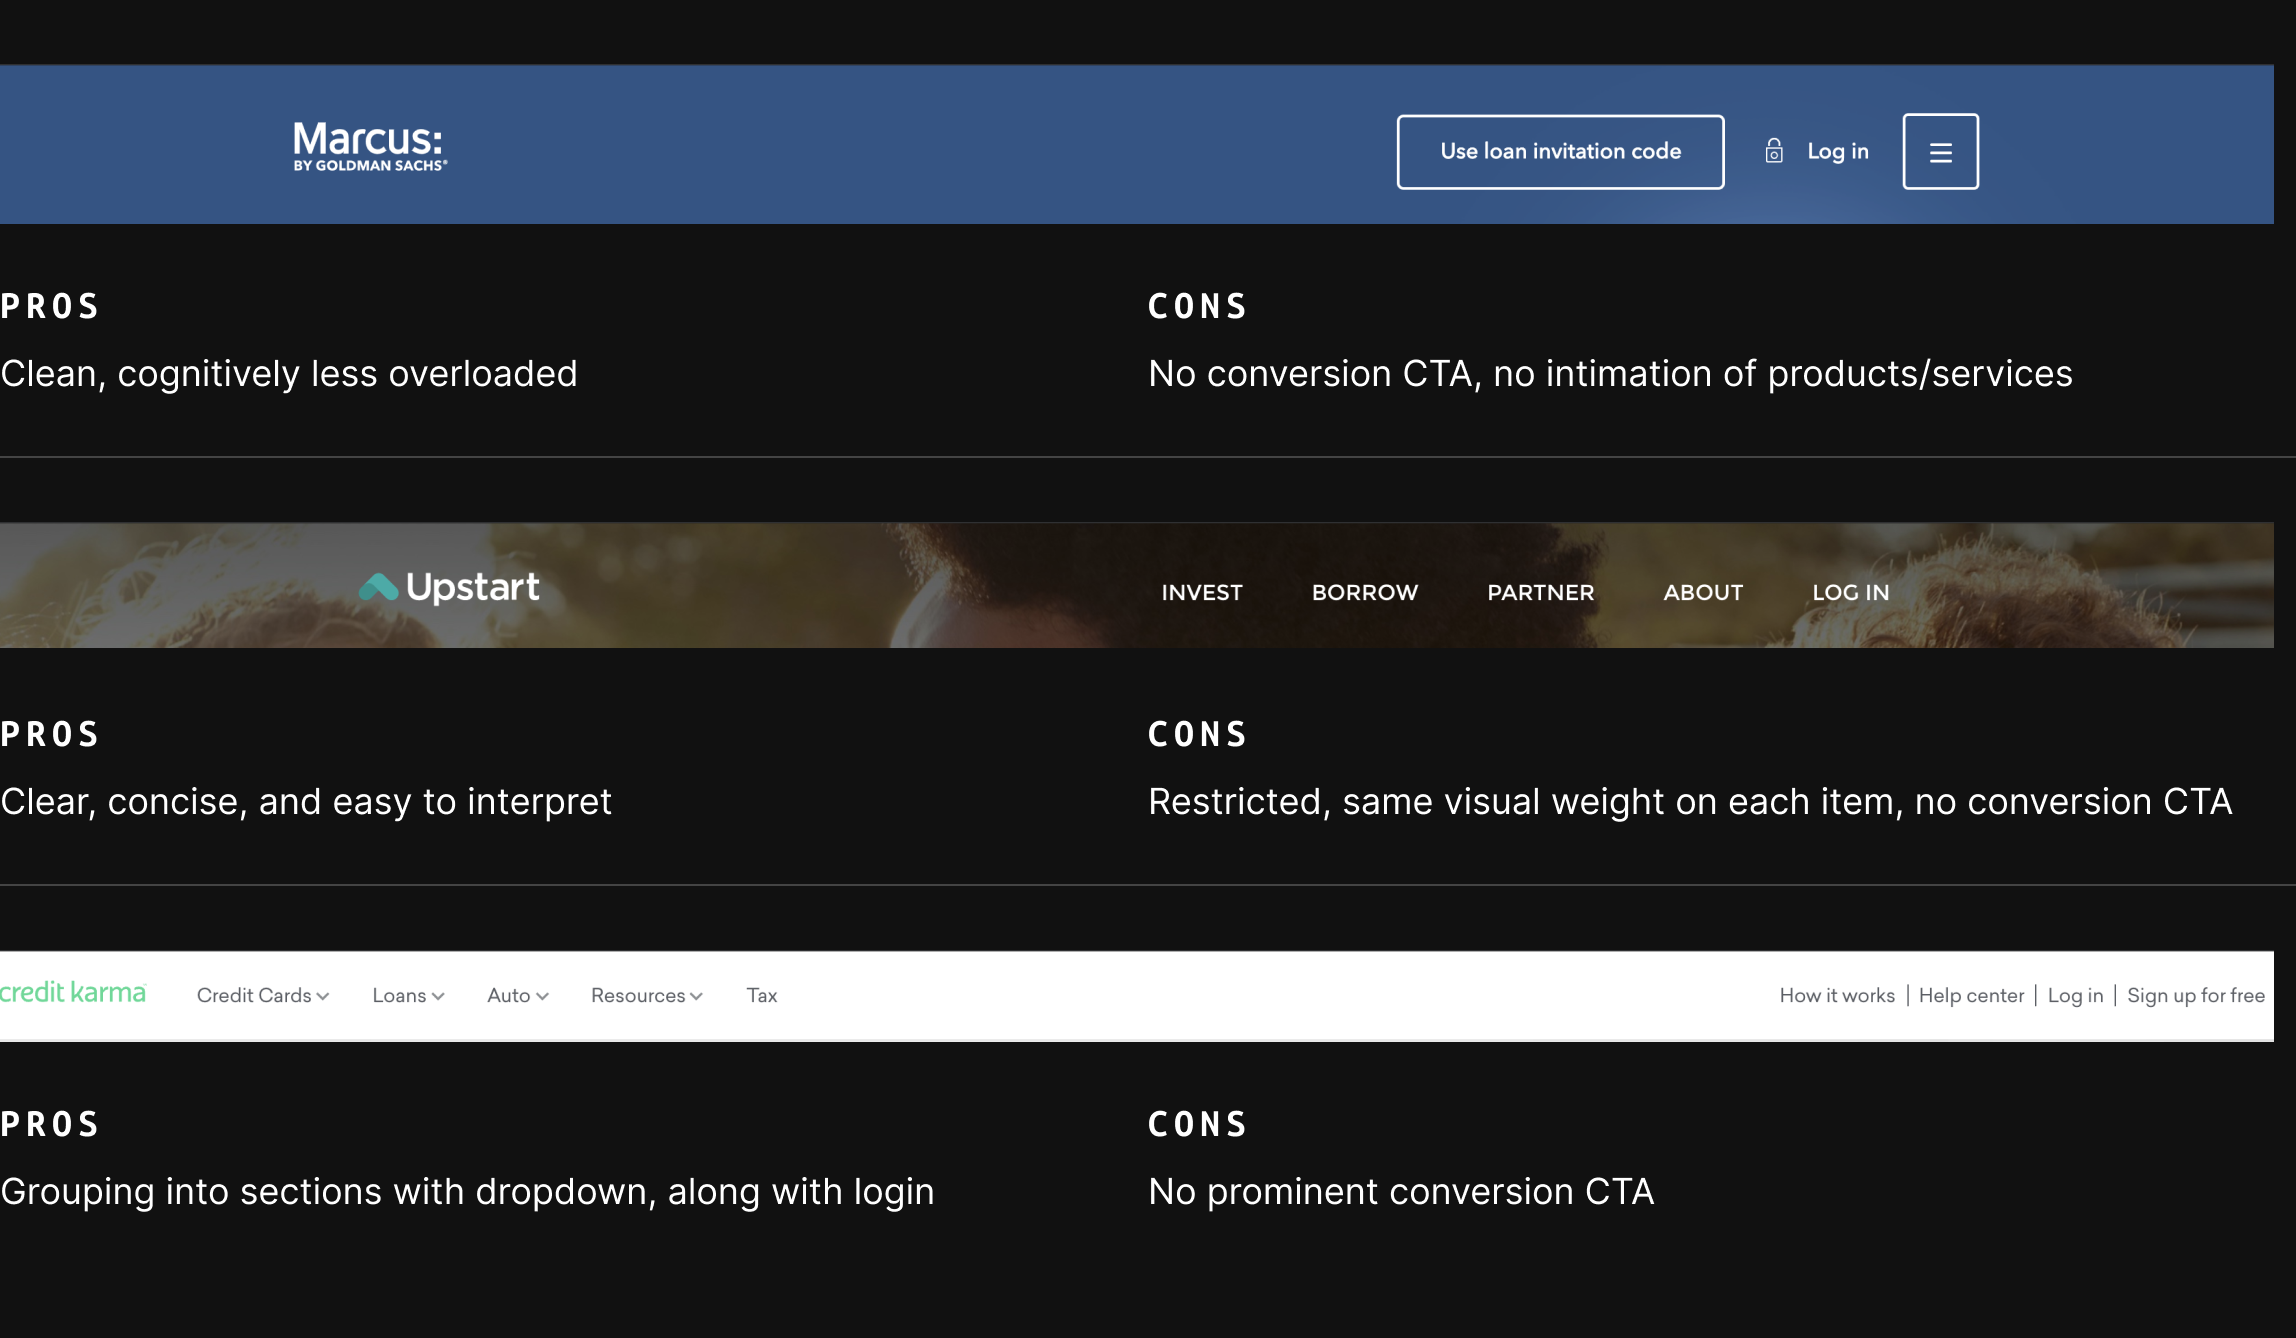 Marcus:
BY GOLDMAN SACHS®
Use loan invitation code
Log in
PROS
Clean, cognitively less overloaded
CONS
No conversion CTA, no intimation of products/services
Upstart
INVEST BORROW PARTNER ABOUT LOG IN
PROS
Clear, concise, and easy to interpret
CONS
Restricted, same visual weight on each item, no conversion CTA
credit karma
Credit Cards Loans Auto Resources Tax
How it works | Help center | Log in | Sign up for free
PROS
Grouping into sections with dropdown, along with login
CONS
No prominent conversion CTA